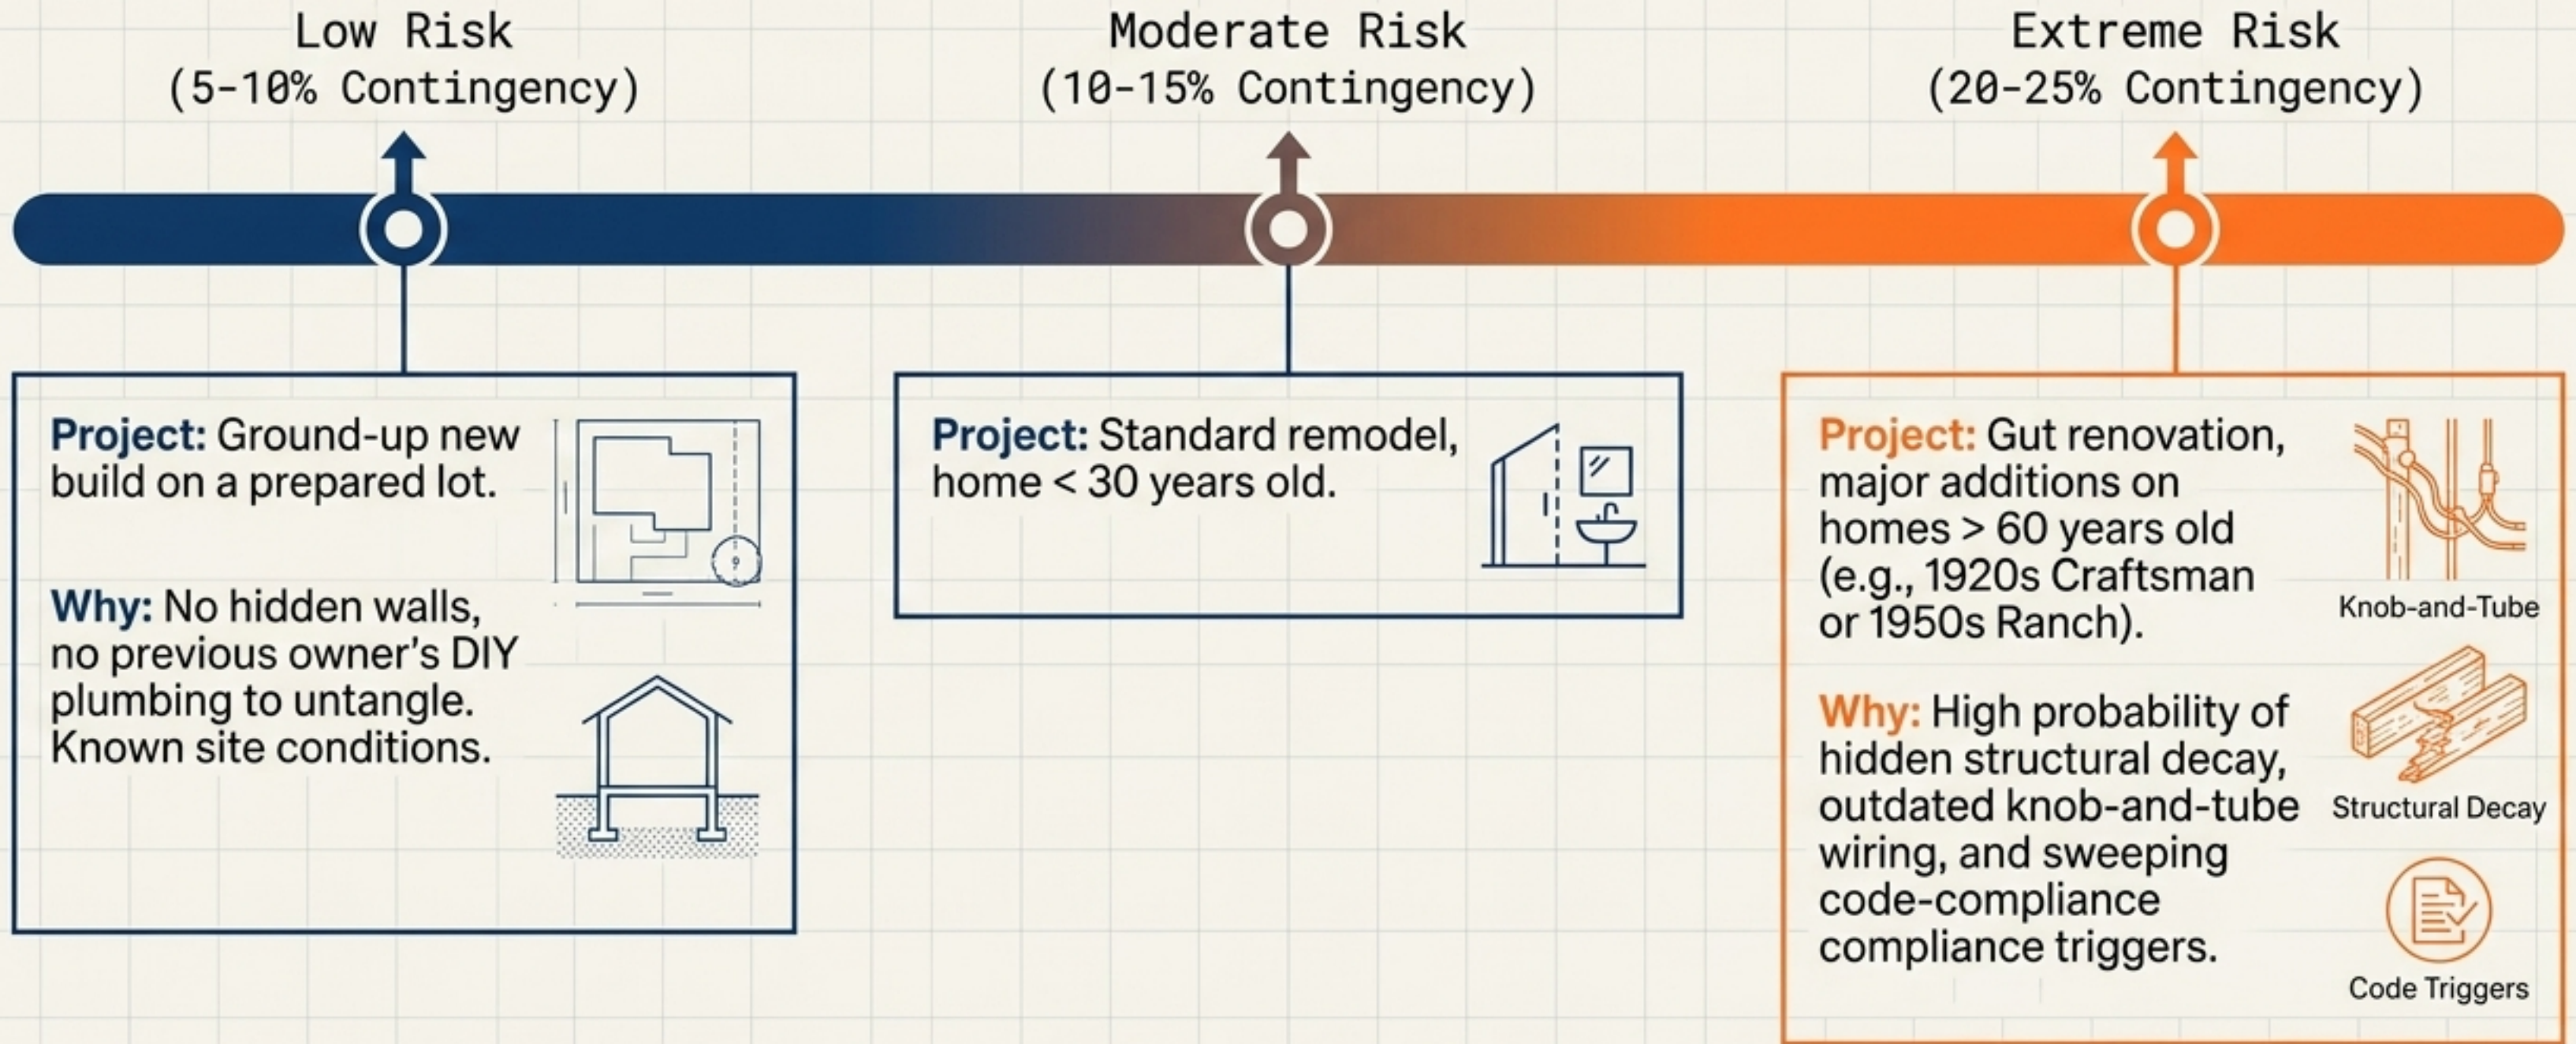 Low Risk
(5-10% Contingency)
Moderate Risk
(10-15% Contingency)
Extreme Risk
(20-25% Contingency)
Project: Ground-up new
build on a prepared lot.
Why: No hidden walls,
no previous owner's DIY
plumbing to untangle.
Known site conditions.
Project: Standard remodel,
home < 30 years old.
Project: Gut renovation,
major additions on
homes > 60 years old
(e.g., 1920s Craftsman
or 1950s Ranch).
Why: High probability of
hidden structural decay,
outdated knob-and-tube
wiring, and sweeping
code-compliance
compliance triggers.
Knob-and-Tube
Structural Decay
Code Triggers